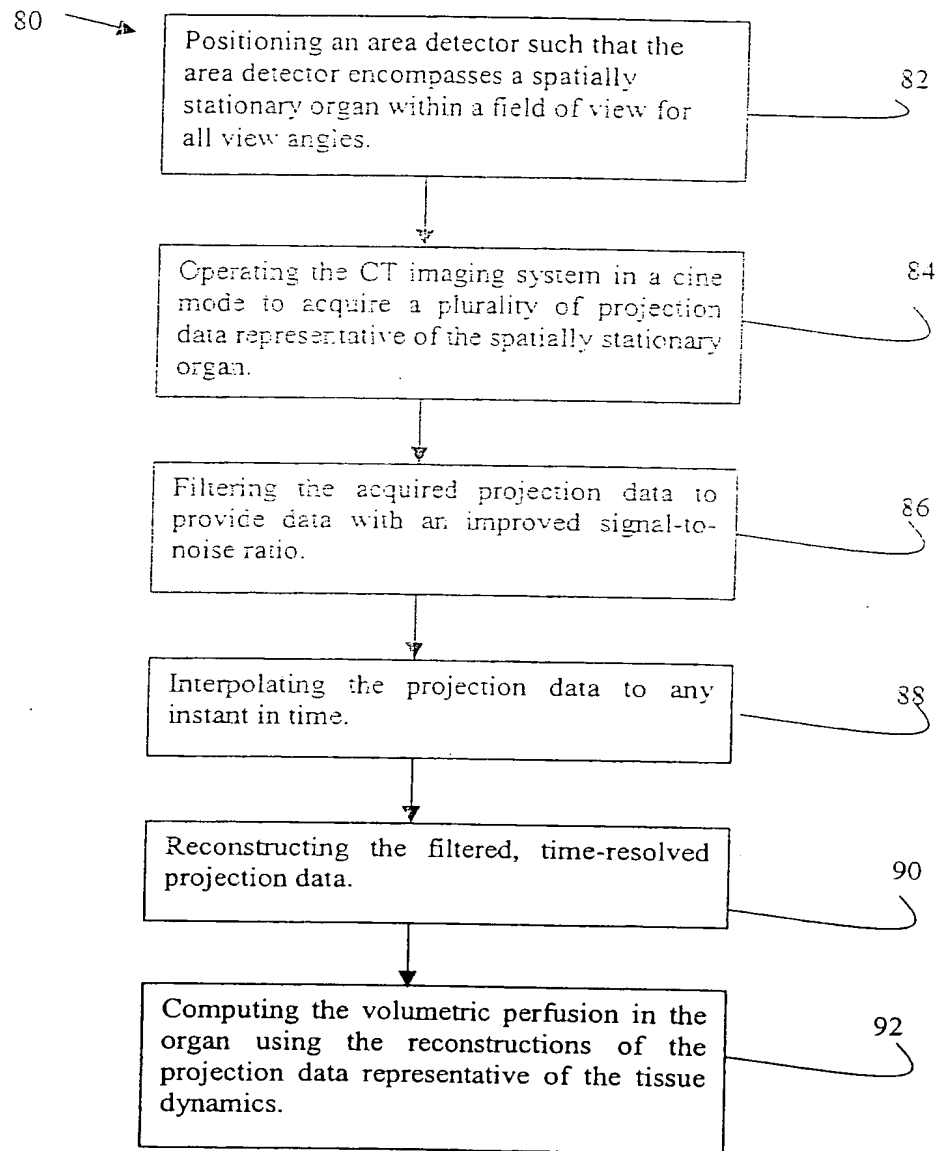 80
Positioning an area detector such that the
area detector encompasses a spatially
stationary organ within a field of view for
all view angles.
82
Operating the CT imaging system in a cine
mode to acquire a plurality of projection
data representative of the spatially stationary
organ.
84
Filtering the acquired projection data to
provide data with an improved signal-to-
noise ratio.
86
Interpolating the projection data to any
instant in time.
88
Reconstructing the filtered, time-resolved
projection data.
90
Computing the volumetric perfusion in the
organ using the reconstructions of the
projection data representative of the tissue
dynamics.
92